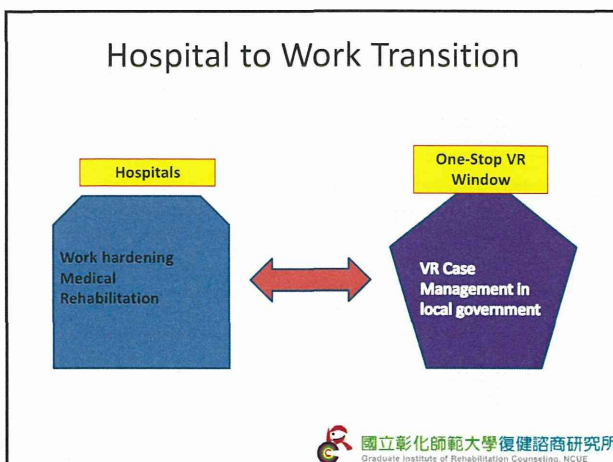 Hospital to Work Transition
Hospitals
Work hardening
Medical
Rehabilitation
One-Stop VR
Window
VR Case
Management in
local government
國立彰化師範大學復健諮商研究所
Graduate Institute of Rehabilitation Counseling, NCUE